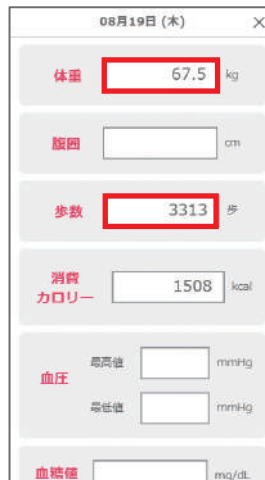 08月19日 (木) ×
体重 67.5 kg
腹囲 cm
歩数 3313 歩
消費
カロリー 1508 kcal
最高値 mmHg
血圧
最低値 mmHg
血糖値 mg/dL